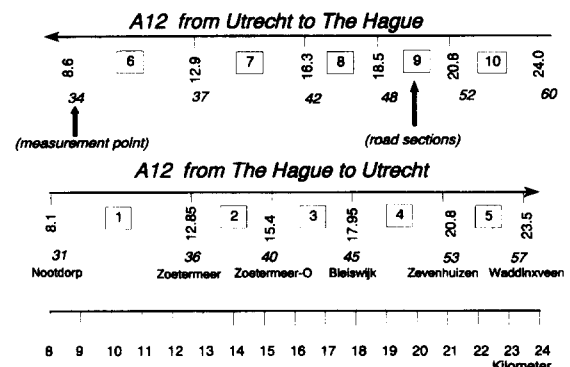 A12 from Utrecht to The Hague
8.6 6 12.9 7 16.3 8 18.5 9 20.8 10 24.0
34 37 42 48 52 60
(measurement point) (road sections)
A12 from The Hague to Utrecht
8.1 1 12.85 2 15.4 3 17.95 4 20.8 5 23.5
31 36 40 45 53 57
Nootdorp Zoetermeer Zoetermeer-O Bleiswijk Zevenhuizen Waddinxveen
8 9 10 11 12 13 14 15 16 17 18 19 20 21 22 23 24
Kilometer